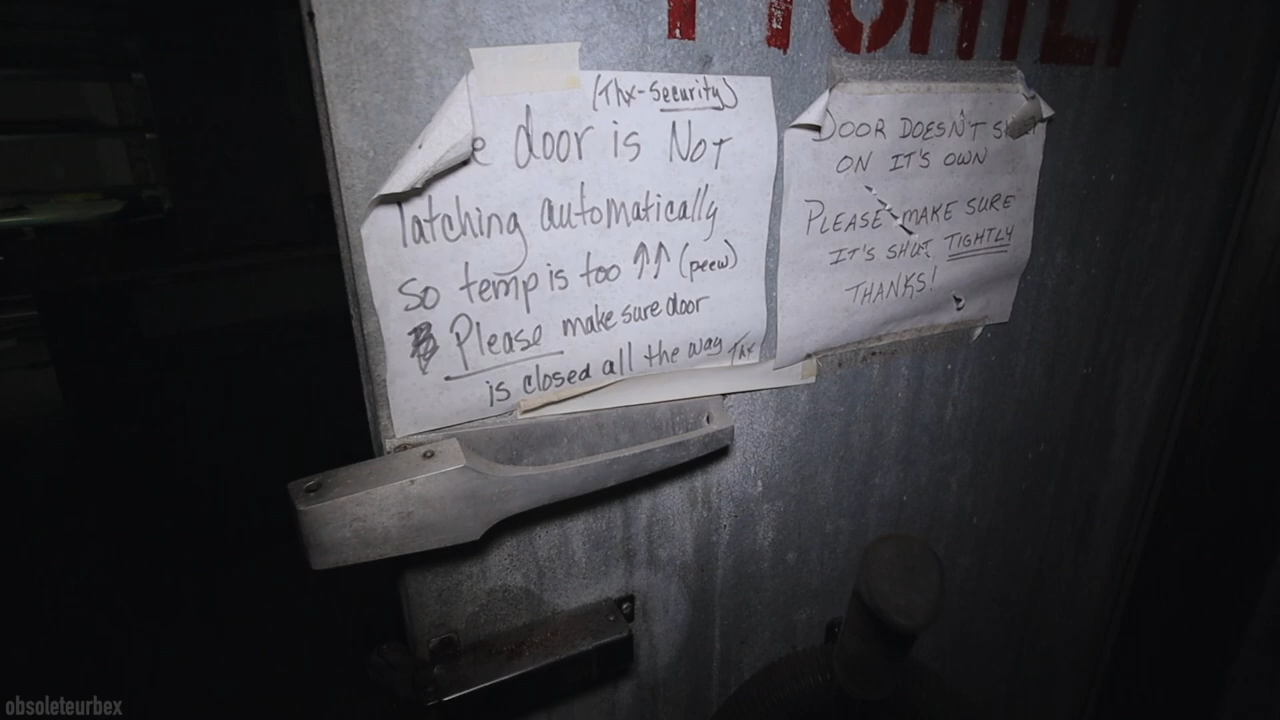 TIGHTLY
(Thx-Security)
e door is NOT
latching automatically
so temp is too ↑↑ (peew)
Please make sure door
is closed all the way Thx
DOOR DOESN'T
ON IT'S OWN
PLEASE MAKE SURE
IT'S SHUT TIGHTLY
THANKS!
obsoleteurbex